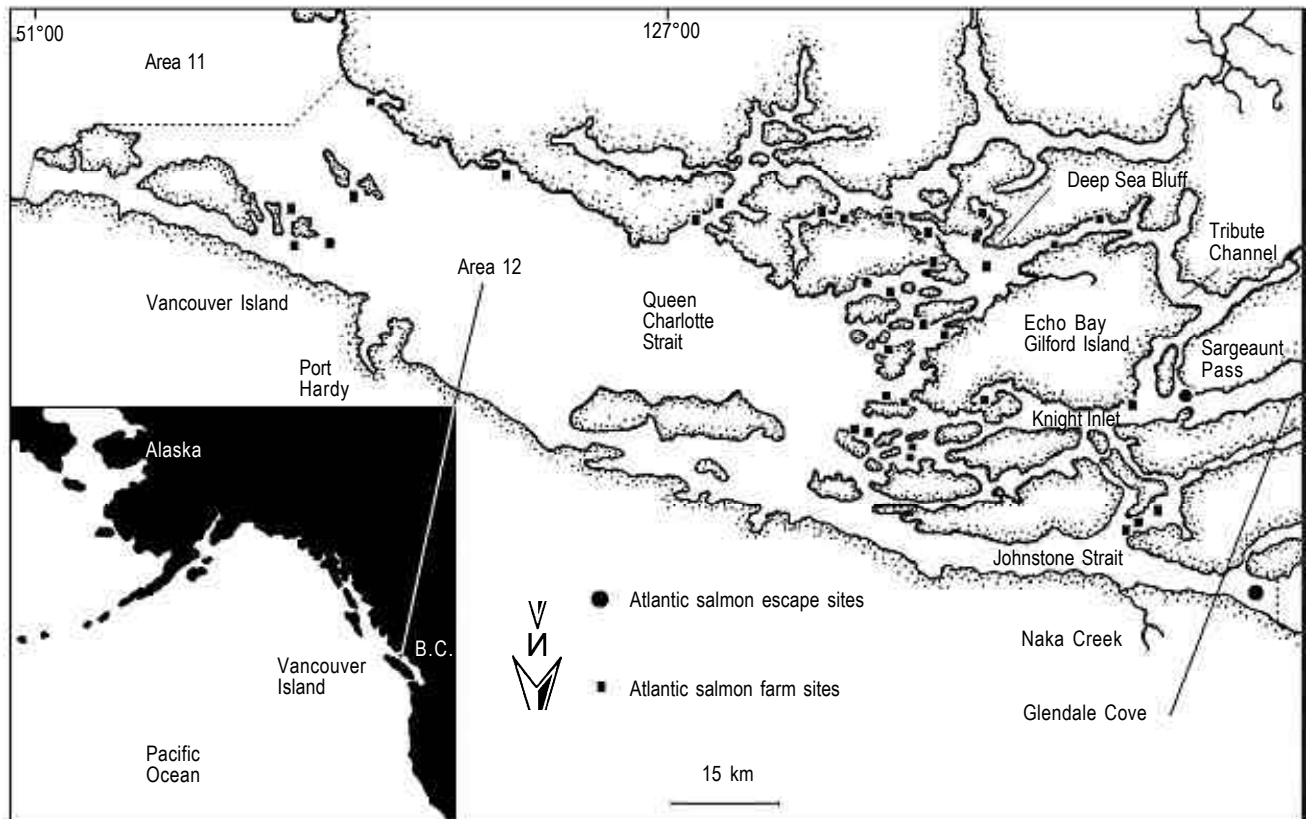 51°00
127°00
Area 11
Deep Sea Bluff
Tribute
Channel
Area 12
Vancouver Island
Queen
Charlotte
Strait
Echo Bay
Gilford Island
Sargeaunt
Pass
Port
Hardy
Knight Inlet
Alaska
Johnstone Strait
Atlantic salmon escape sites
N
Naka Creek
B.C.
Vancouver
Island
Atlantic salmon farm sites
Glendale Cove
Pacific
Ocean
15 km